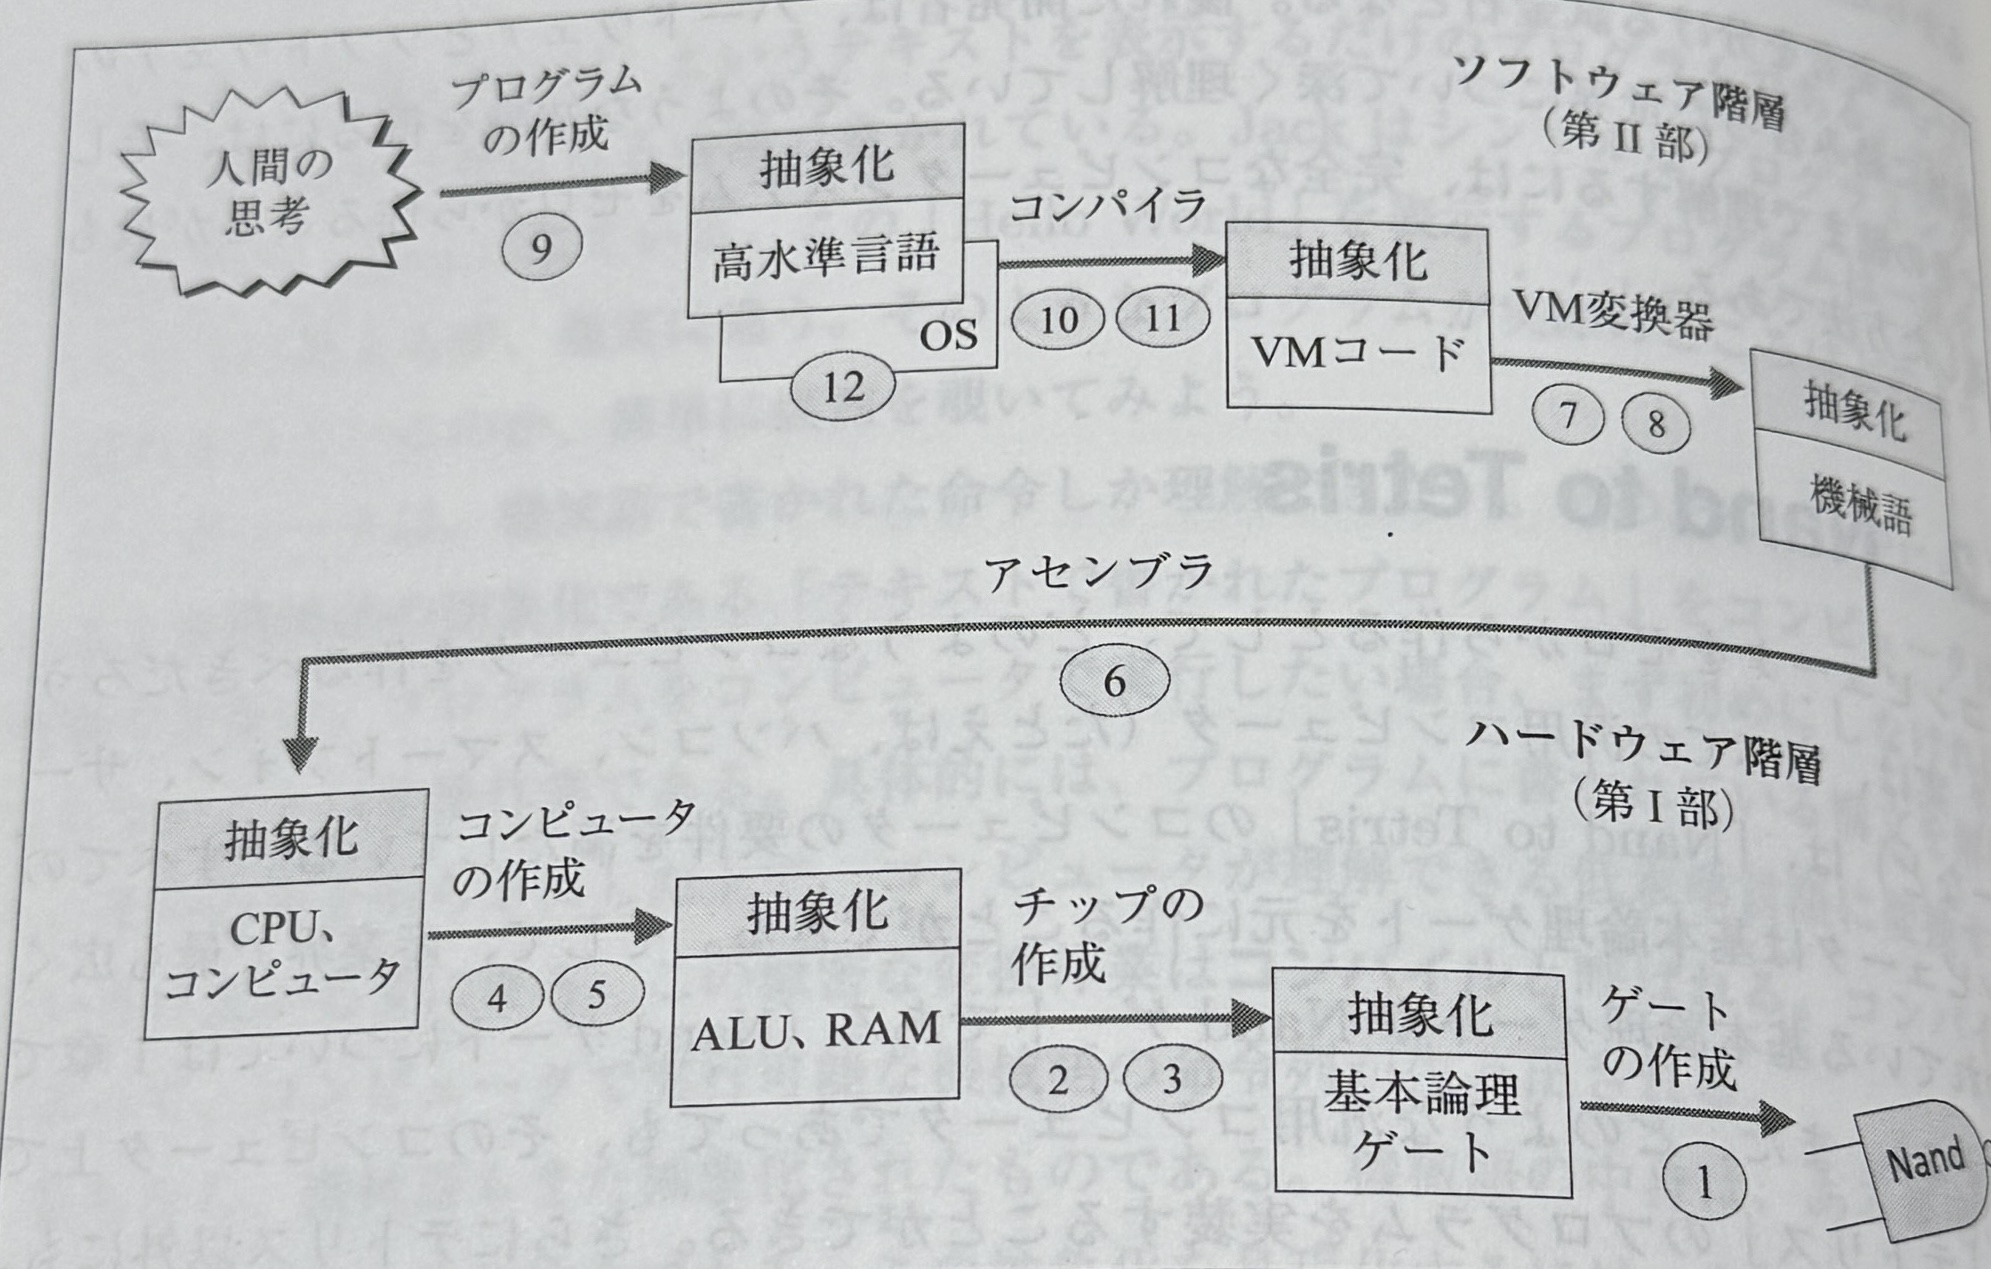 プログラム
の作成
ソフトウェア階層
（第 II 部）
人間の
思考
9
抽象化
高水準言語
OS
12
コンパイラ
10 11
抽象化
VMコード
VM変換器
7 8
抽象化
機械語
アセンブラ
6
ハードウェア階層
（第 I 部）
抽象化
CPU、
コンピュータ
コンピュータ
の作成
4 5
抽象化
ALU、RAM
チップの
作成
2 3
抽象化
基本論理
ゲート
ゲート
の作成
1
Nand